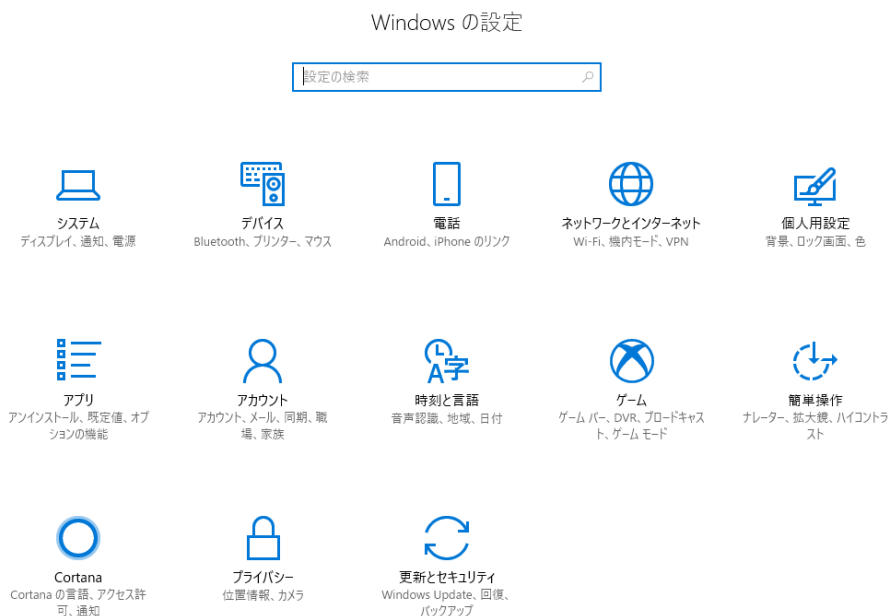 Windows の設定
設定の検索
システム
ディスプレイ、通知、電源
デバイス
Bluetooth、プリンター、マウス
電話
Android、iPhone のリンク
ネットワークとインターネット
Wi-Fi、機内モード、VPN
個人用設定
背景、ロック画面、色
アプリ
アンインストール、既定値、オプ
ションの機能
アカウント
アカウント、メール、同期、職
場、家族
時刻と言語
音声認識、地域、日付
ゲーム
ゲーム バー、DVR、ブロードキャス
ト、ゲーム モード
簡単操作
ナレーター、拡大鏡、ハイコントラ
スト
Cortana
Cortana の言語、アクセス許
可、通知
プライバシー
位置情報、カメラ
更新とセキュリティ
Windows Update、回復、
バックアップ